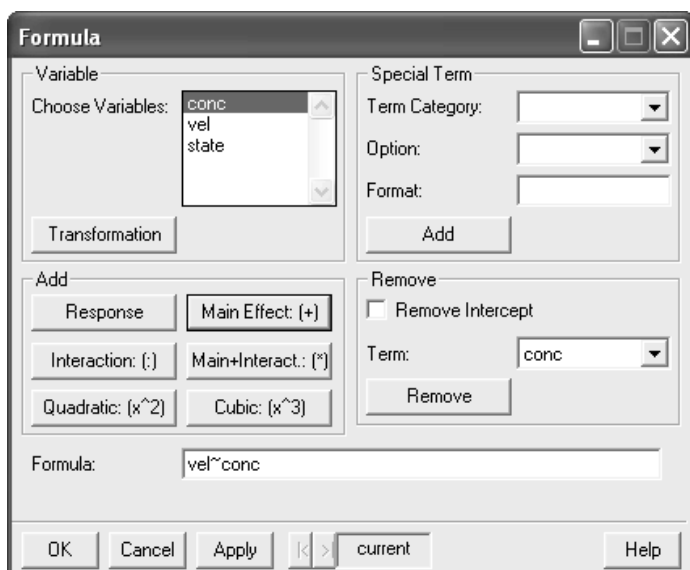 Formula
Variable
Choose Variables:
conc
vel
state
Transformation
Special Term
Term Category:
Option:
Format:
Add
Add
Response
Main Effect: (+)
Interaction: (:)
Main+Interact.: (*)
Quadratic: (x^2)
Cubic: (x^3)
Remove
Remove Intercept
Term:
conc
Remove
Formula:
vel~conc
OK
Cancel
Apply
current
Help